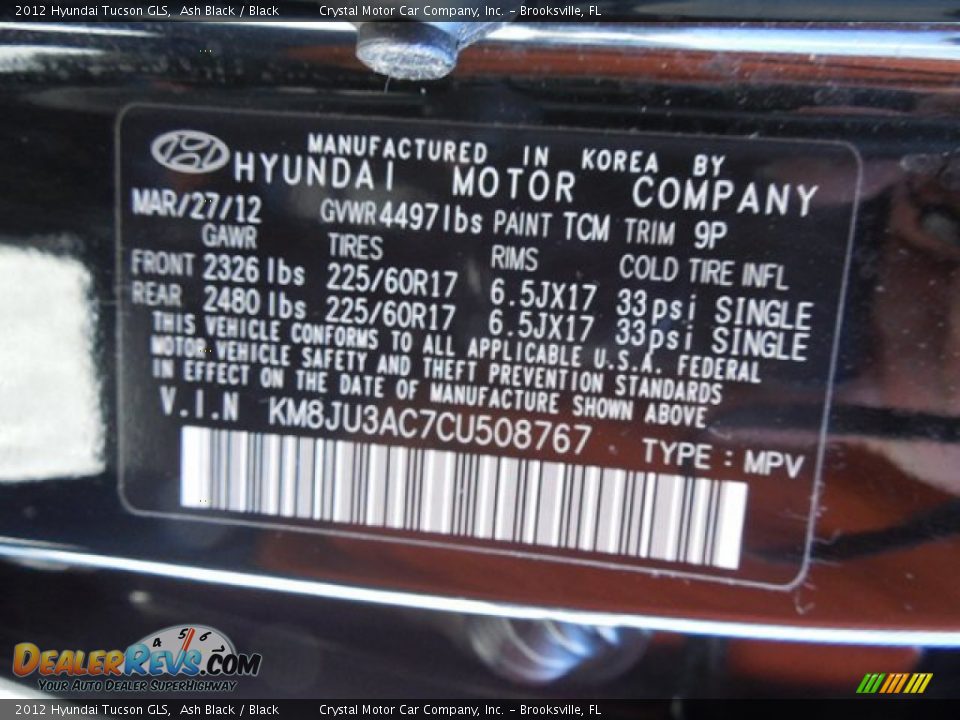 2012 Hyundai Tucson GLS, Ash Black / Black Crystal Motor Car Company, Inc. - Brooksville, FL
MANUFACTURED IN KOREA BY
HYUNDAI MOTOR COMPANY
MAR/27/12 GVWR 4497 lbs PAINT TCM TRIM 9P
GAWR TIRES RIMS COLD TIRE INFL
FRONT 2326 lbs 225/60R17 6.5JX17 33psi SINGLE
REAR 2480 lbs 225/60R17 6.5JX17 33psi SINGLE
THIS VEHICLE CONFORMS TO ALL APPLICABLE U.S.A. FEDERAL
MOTOR VEHICLE SAFETY AND THEFT PREVENTION STANDARDS
IN EFFECT ON THE DATE OF MANUFACTURE SHOWN ABOVE
V.I.N KM8JU3AC7CU508767 TYPE : MPV
4 5 6
DEALERREVS.COM
YOUR AUTO DEALER SUPERHIGHWAY
2012 Hyundai Tucson GLS, Ash Black / Black Crystal Motor Car Company, Inc. - Brooksville, FL